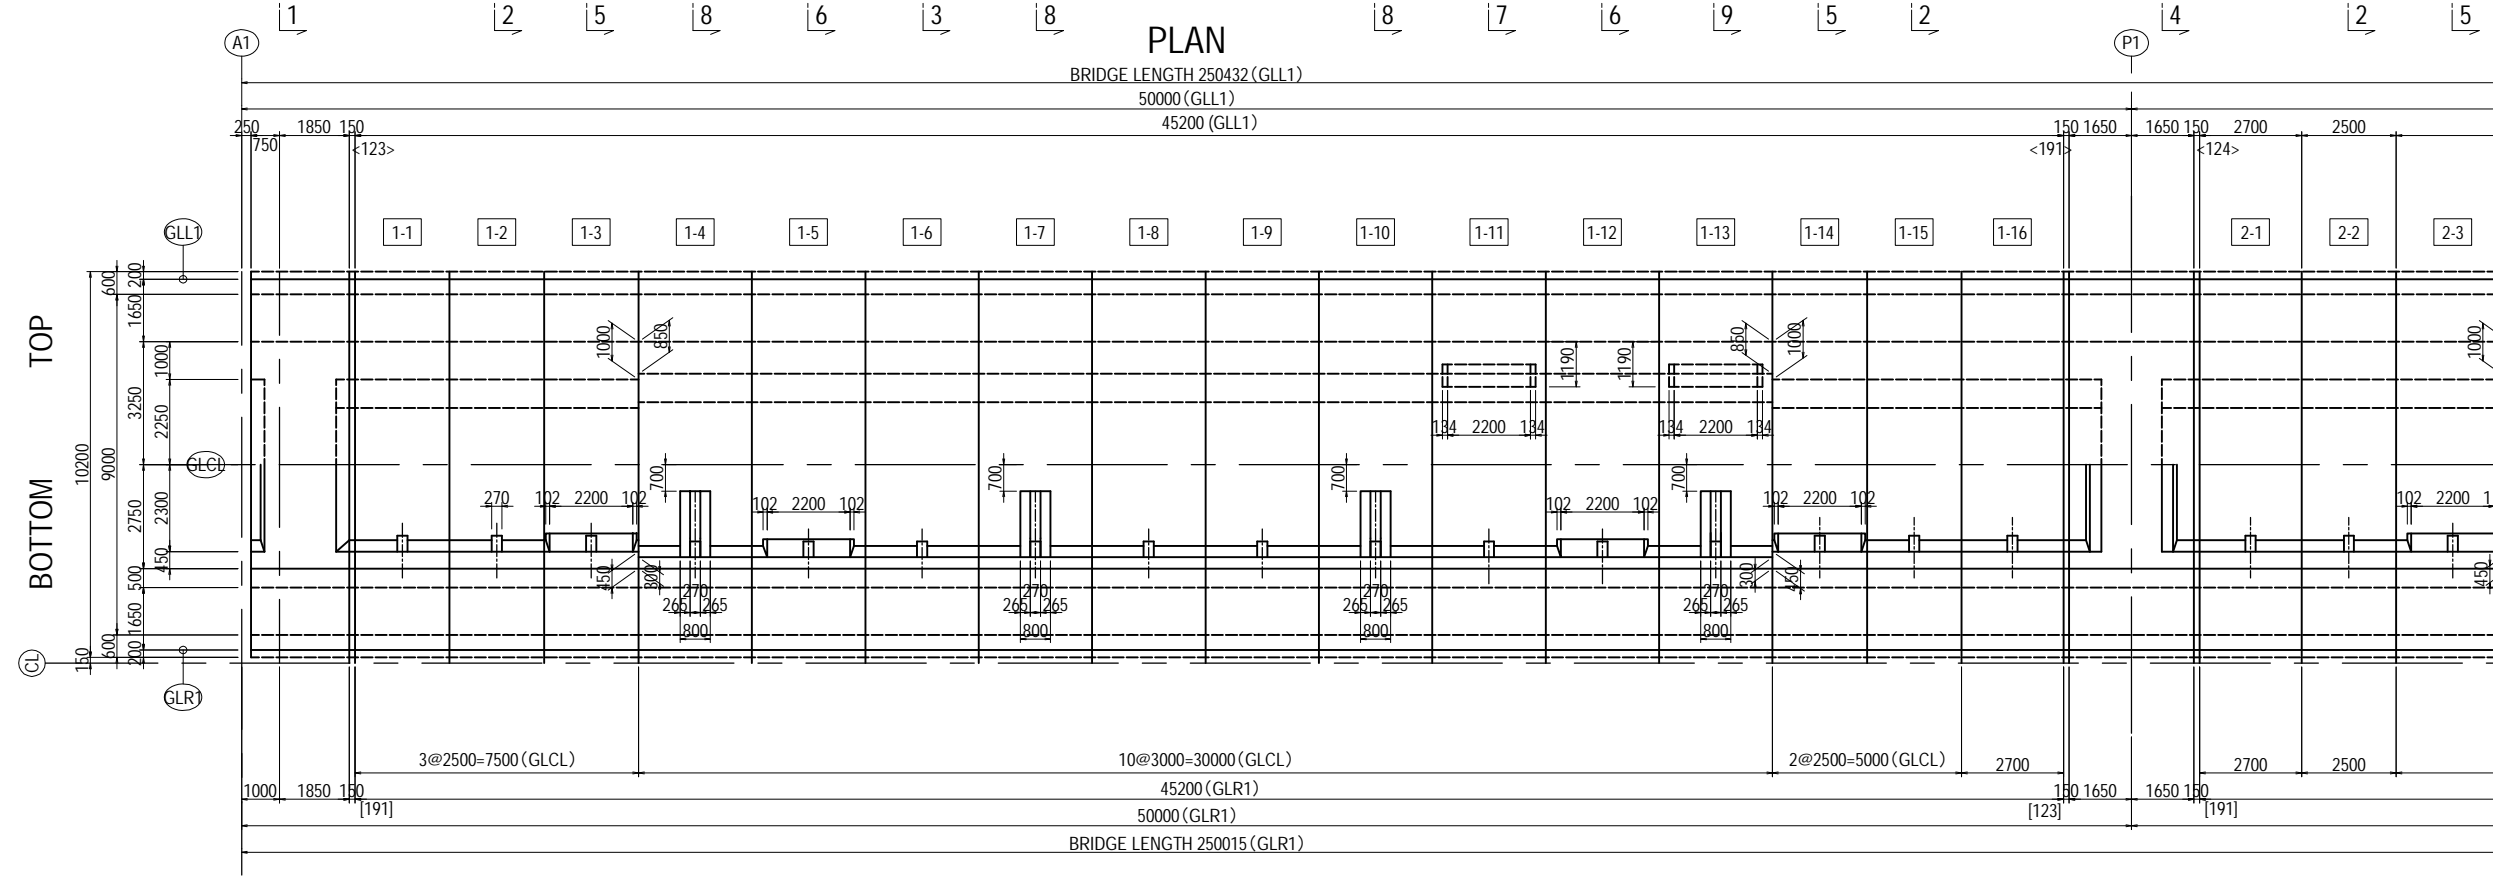 1 2 5 8 6 3 8 8 7 6 9 5 2 4 2 5
PLAN
A1 P1
BRIDGE LENGTH 250432(GLL1)
50000(GLL1)
250 1850 150 45200 (GLL1) 150 1650 1650 150 2700 2500
750 <123> <191> <124>
1-1 1-2 1-3 1-4 1-5 1-6 1-7 1-8 1-9 1-10 1-11 1-12 1-13 1-14 1-15 1-16 2-1 2-2 2-3
GLL1
TOP
600 200
1650
1000 850 1190 1190 850 1000 1000
1000
3250
2250
134 2200 134 134 2200 134
10200 9000
GLCL
700 700 700 700
BOTTOM
2750 2300
270 102 2200 102 102 2200 102 102 2200 102 102 2200 102 102 2200 1
450
500
450 300 300 450 450
270 270 270 270
265 265 265 265 265 265 265 265
800 800 800 800
1650
600
200
150
CL
GLR1
3@2500=7500(GLCL) 10@3000=30000(GLCL) 2@2500=5000(GLCL) 2700 2700 2500
1000 1850 150 45200(GLR1) 150 1650 1650 150
[191] [123] [191]
50000(GLR1)
BRIDGE LENGTH 250015(GLR1)